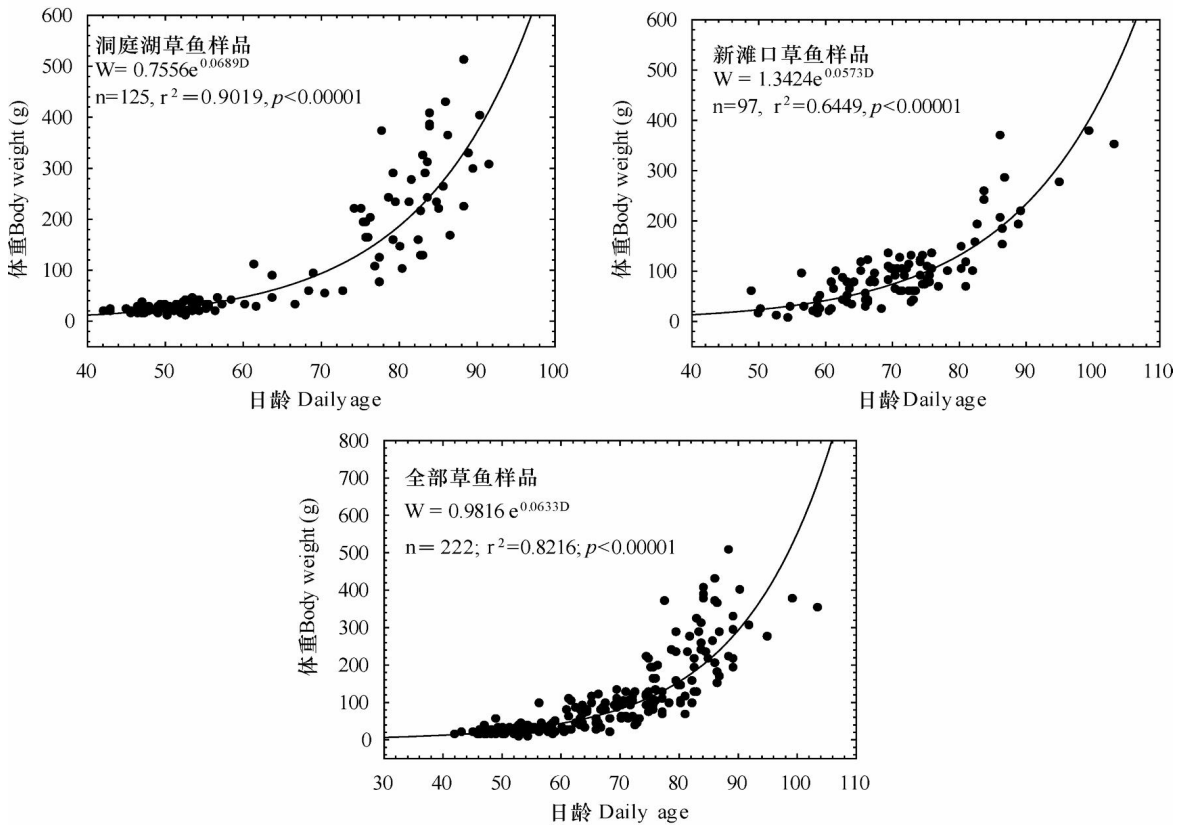 600
500
400
300
200
100
0
体重Body weight (g)
洞庭湖草鱼样品
W= 0.7556e^0.0689D
n=125, r²=0.9019, p<0.00001
40 50 60 70 80 90 100
日龄 Daily age
600
500
400
300
200
100
0
体重Body weight (g)
新滩口草鱼样品
W = 1.3424e^0.0573D
n=97, r²=0.6449, p<0.00001
40 50 60 70 80 90 100 110
日龄 Daily age
800
700
600
500
400
300
200
100
0
体重Body weight (g)
全部草鱼样品
W = 0.9816 e^0.0633D
n= 222; r²=0.8216; p<0.00001
30 40 50 60 70 80 90 100 110
日龄 Daily age